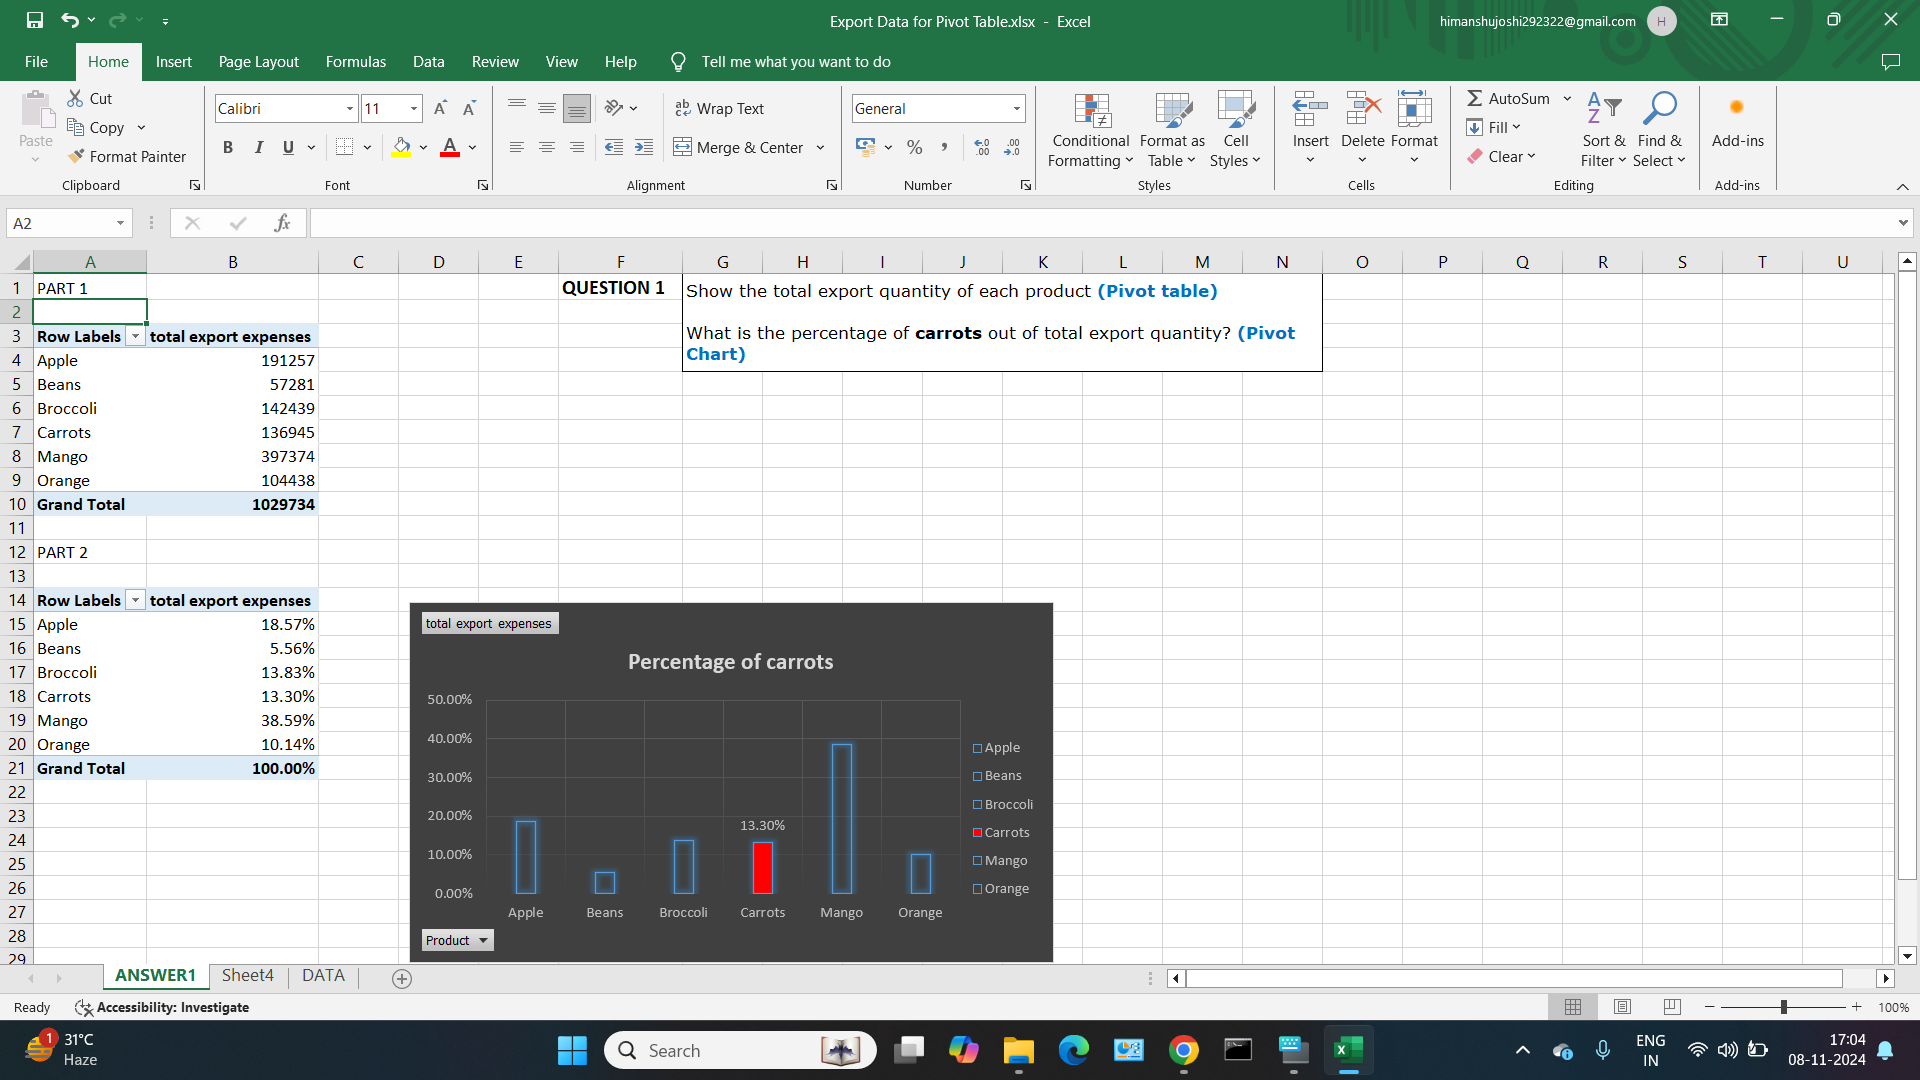 Export Data for Pivot Table.xlsx - Excel
himanshujoshi292322@gmail.com
H
File Home Insert Page Layout Formulas Data Review View Help Tell me what you want to do
Paste
Cut
Copy
Format Painter
Clipboard
Calibri 11
B I U
Font
Wrap Text
Merge & Center
Alignment
General
Number
Conditional Formatting
Format as Table
Cell Styles
Styles
Insert Delete Format
Cells
AutoSum
Fill
Clear
Sort & Filter
Find & Select
Editing
Add-ins
Add-ins
A2
fx
A B C D E F G H I J K L M N O P Q R S T U
1 PART 1
QUESTION 1
Show the total export quantity of each product (Pivot table)
What is the percentage of carrots out of total export quantity? (Pivot
Chart)
2
3 Row Labels total export expenses
4 Apple 191257
5 Beans 57281
6 Broccoli 142439
7 Carrots 136945
8 Mango 397374
9 Orange 104438
10 Grand Total 1029734
11
12 PART 2
13
14 Row Labels total export expenses
15 Apple 18.57%
16 Beans 5.56%
17 Broccoli 13.83%
18 Carrots 13.30%
19 Mango 38.59%
20 Orange 10.14%
21 Grand Total 100.00%
22
23
24
25
26
27
28
29
total export expenses
Percentage of carrots
50.00%
40.00%
30.00%
20.00%
10.00%
0.00%
13.30%
Apple Beans Broccoli Carrots Mango Orange
Apple
Beans
Broccoli
Carrots
Mango
Orange
Product
ANSWER1 Sheet4 DATA
Ready Accessibility: Investigate
100%
1
31°C
Haze
Search
ENG
IN
17:04
08-11-2024